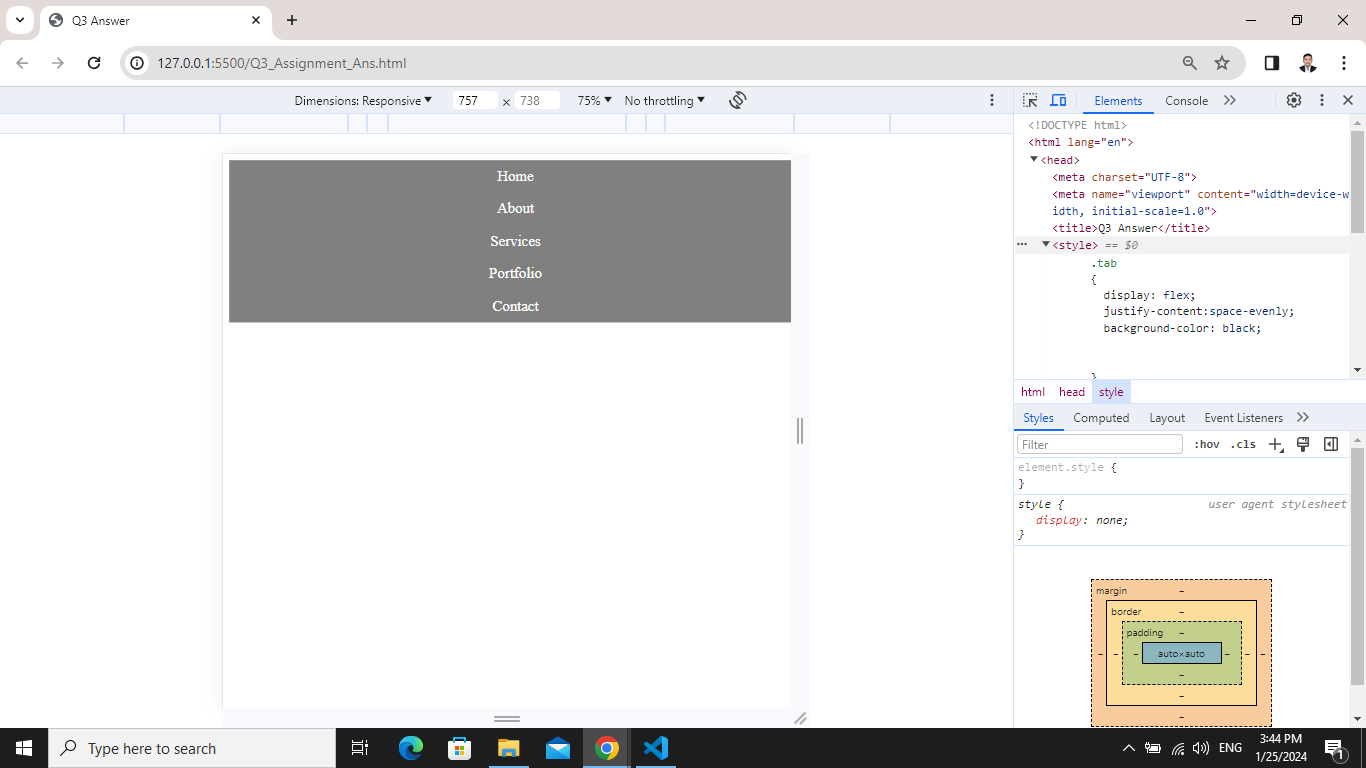 Q3 Answer
127.0.0.1:5500/Q3_Assignment_Ans.html
Dimensions: Responsive 757 × 738 75% No throttling
Elements Console
Home
About
Services
Portfolio
Contact
<!DOCTYPE html>
<html lang="en">
<head>
<meta charset="UTF-8">
<meta name="viewport" content="width=device-w
idth, initial-scale=1.0">
<title>Q3 Answer</title>
<style> == $0
.tab
{
display: flex;
justify-content:space-evenly;
background-color: black;
}
html head style
Styles Computed Layout Event Listeners
Filter :hov .cls
element.style {
}
style { user agent stylesheet
display: none;
}
margin –
border –
padding –
– – – auto×auto – – –
–
–
–
Type here to search
ENG
3:44 PM
1/25/2024
1